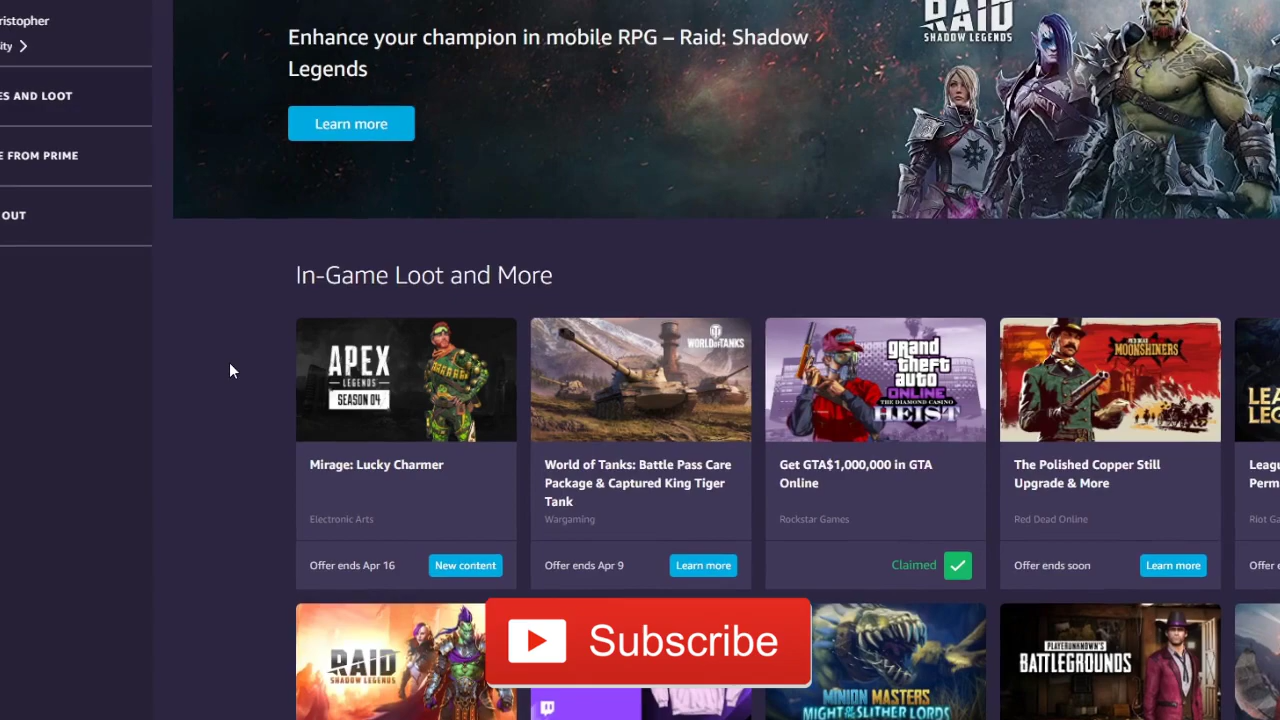 ristopher
ity
ES AND LOOT
E FROM PRIME
OUT
Enhance your champion in mobile RPG – Raid: Shadow
Legends
Learn more
RAID
SHADOW LEGENDS
In-Game Loot and More
APEX
LEGENDS
SEASON 04
Mirage: Lucky Charmer
Electronic Arts
Offer ends Apr 16
New content
WORLD OF TANKS
World of Tanks: Battle Pass Care
Package & Captured King Tiger
Tank
Wargaming
Offer ends Apr 9
Learn more
grand
theft
auto
ONLINE
THE DIAMOND CASINO
HEIST
Get GTA$1,000,000 in GTA
Online
Rockstar Games
Claimed
RED DEAD ONLINE
MOONSHINERS
The Polished Copper Still
Upgrade & More
Red Dead Online
Offer ends soon
Learn more
LEA
LEG
Leagu
Perm
Riot Ga
Offer e
RAID
SHADOW LEGENDS
Subscribe
MINION MASTERS
MIGHT OF THE SLITHER LORDS
PLAYERUNKNOWN'S
BATTLEGROUNDS